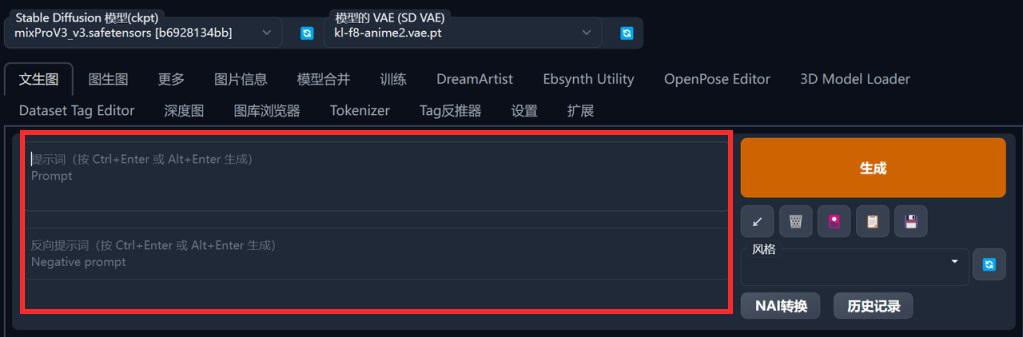 Stable Diffusion 模型(ckpt)
mixProV3_v3.safetensors [b6928134bb]
模型的 VAE (SD VAE)
kl-f8-anime2.vae.pt
文生图 图生图 更多 图片信息 模型合并 训练 DreamArtist Ebsynth Utility OpenPose Editor 3D Model Loader
Dataset Tag Editor 深度图 图库浏览器 Tokenizer Tag反推器 设置 扩展
提示词（按 Ctrl+Enter 或 Alt+Enter 生成）
Prompt
反向提示词（按 Ctrl+Enter 或 Alt+Enter 生成）
Negative prompt
生成
风格
NAI转换 历史记录